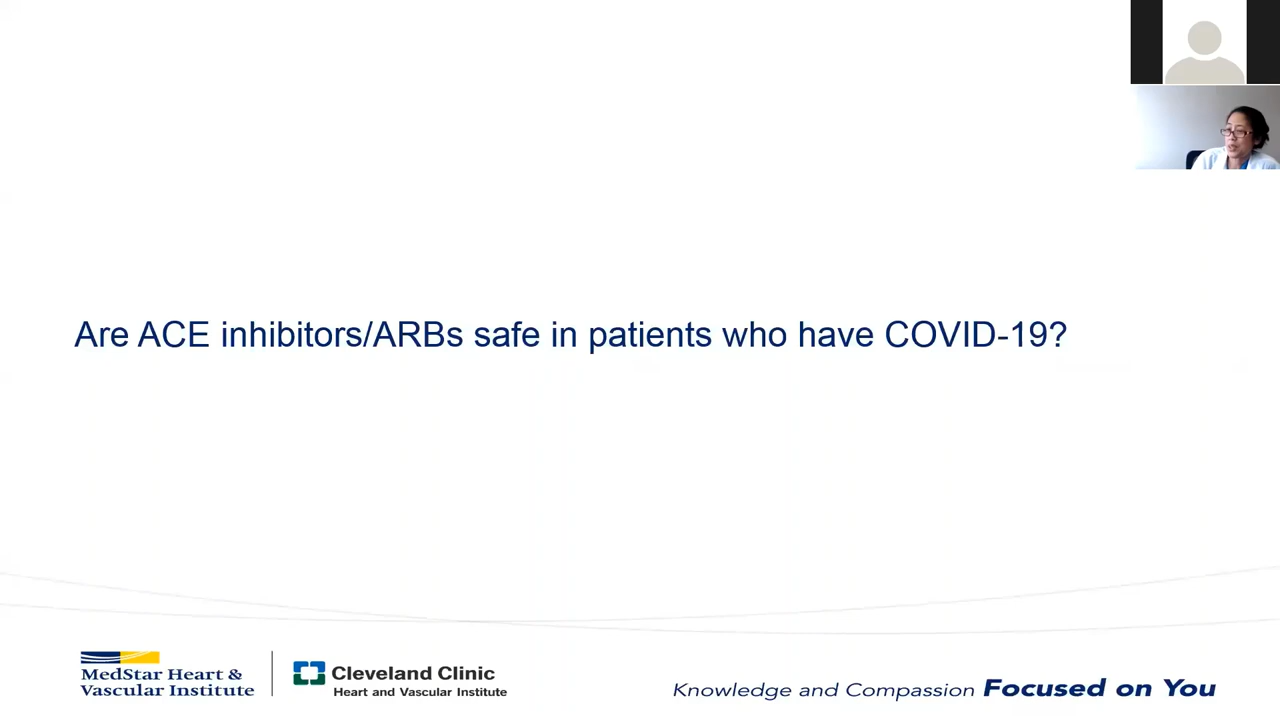 Are ACE inhibitors/ARBs safe in patients who have COVID-19?
MedStar Heart &
Vascular Institute
Cleveland Clinic
Heart and Vascular Institute
Knowledge and Compassion Focused on You